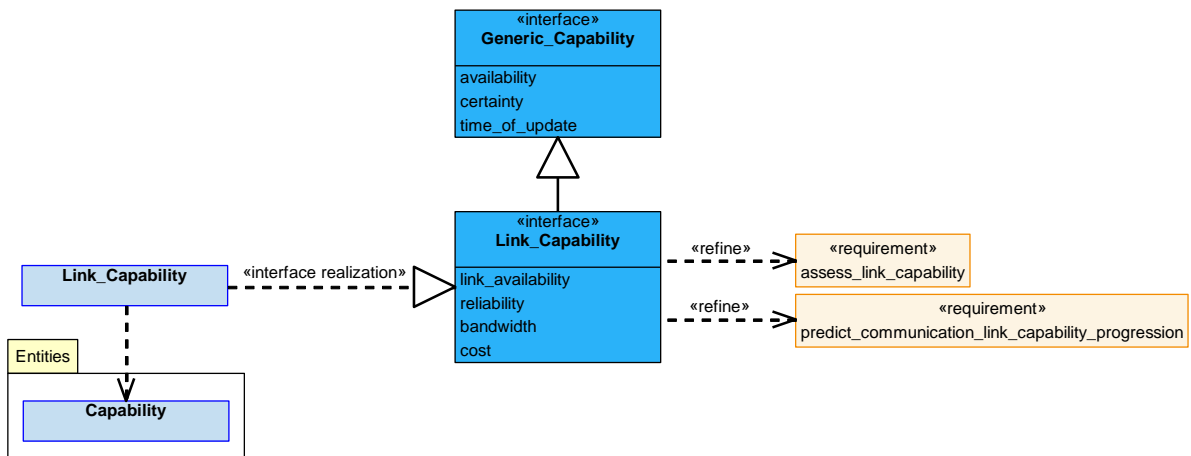 «interface»
Generic_Capability
availability
certainty
time_of_update
«interface»
Link_Capability
link_availability
reliability
bandwidth
cost
Link_Capability
«interface realization»
«refine»
«requirement»
assess_link_capability
«refine»
«requirement»
predict_communication_link_capability_progression
Entities
Capability